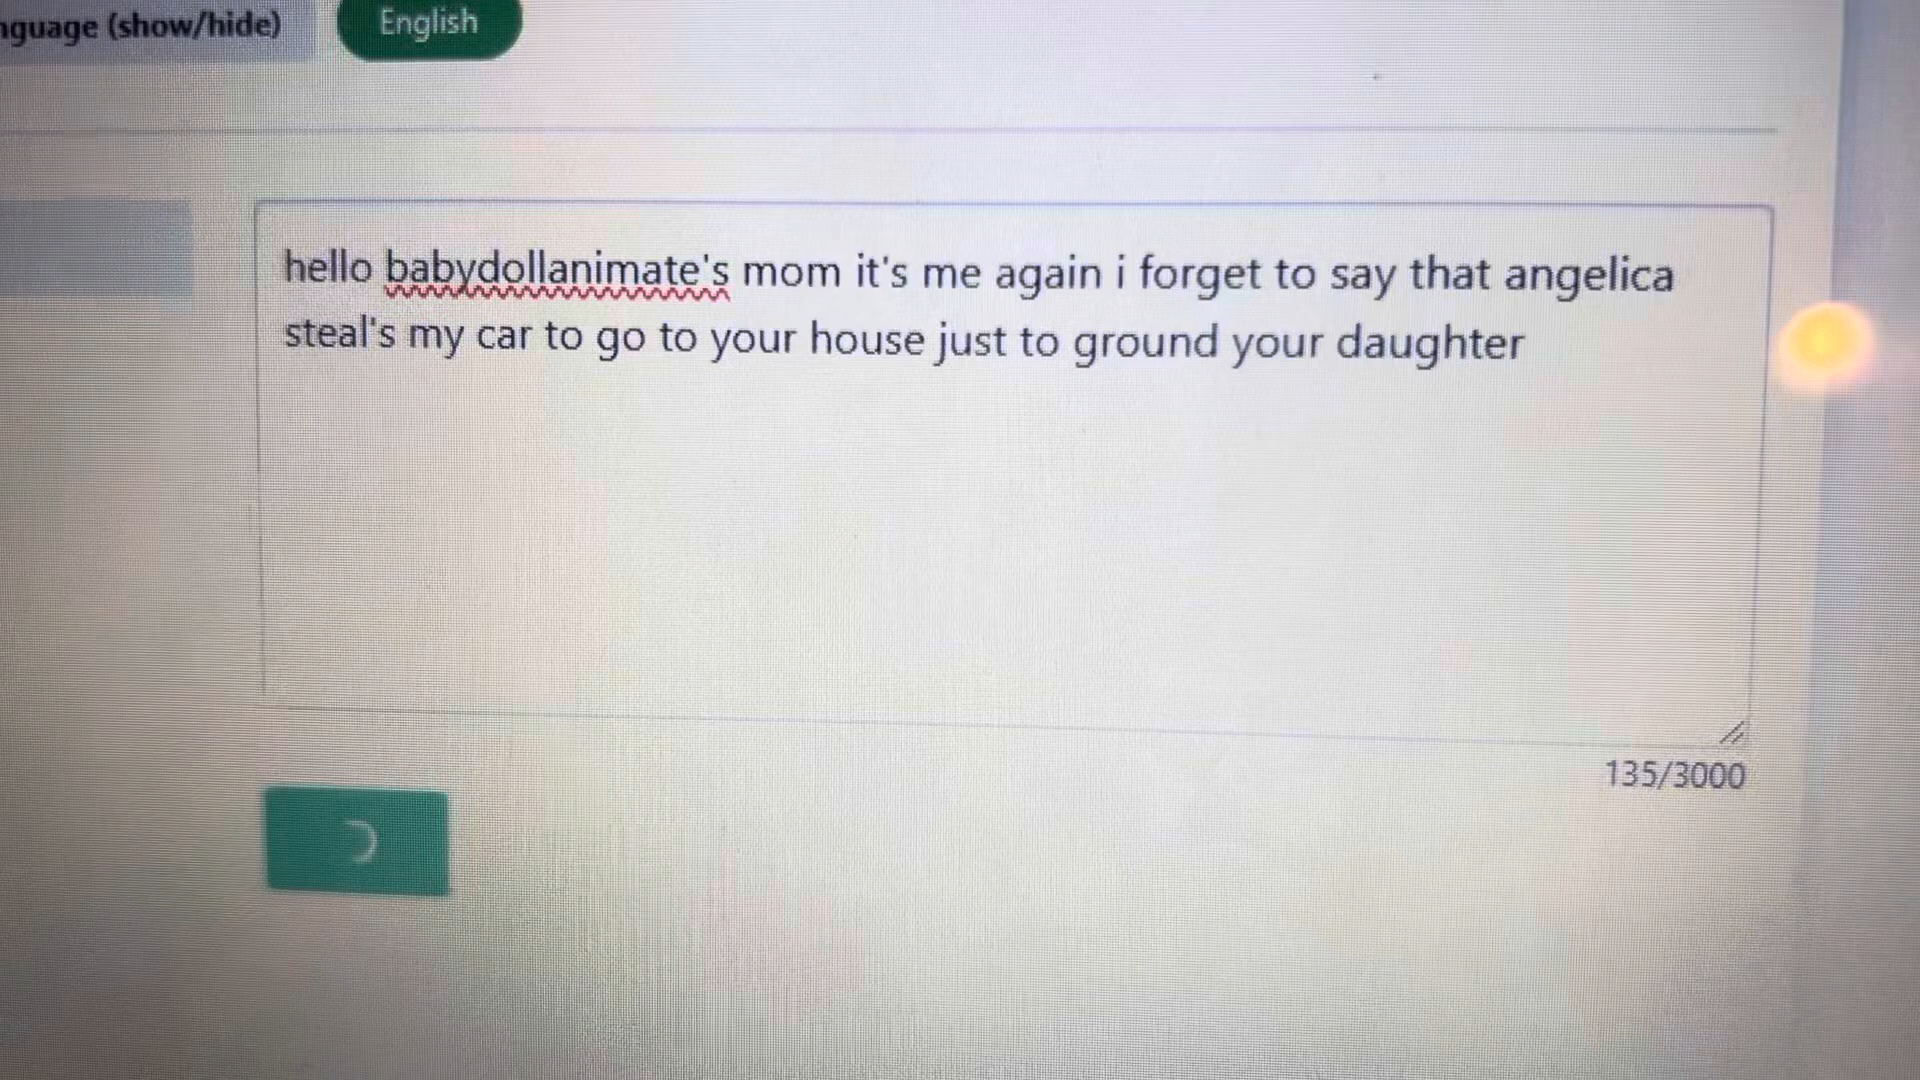 nguage (show/hide)
English
hello babydollanimate's mom it's me again i forget to say that angelica
steal's my car to go to your house just to ground your daughter
135/3000